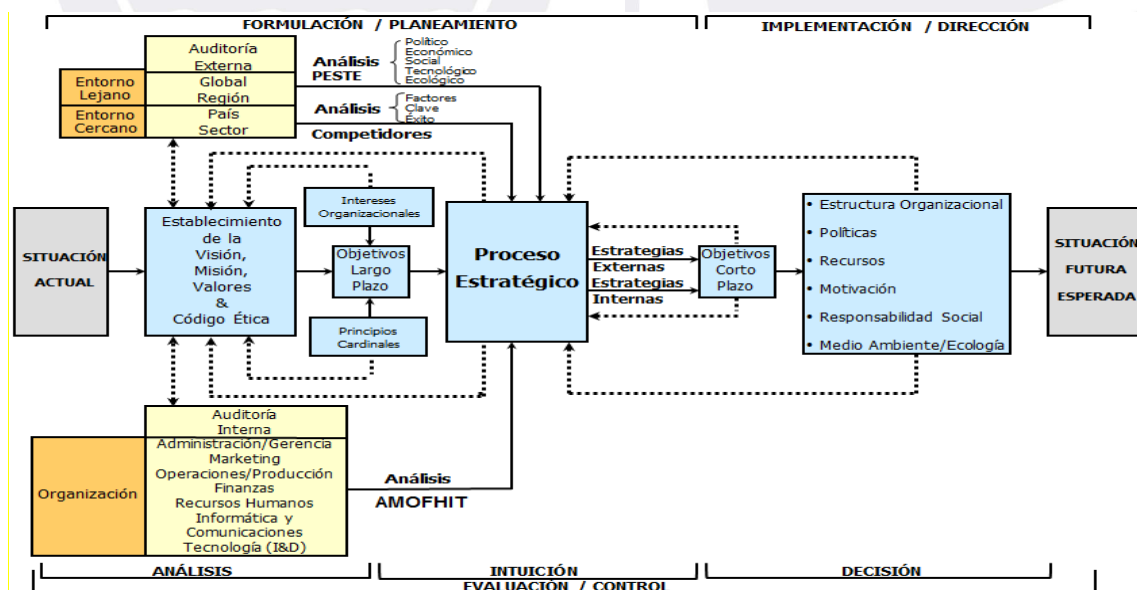 FORMULACIÓN / PLANEAMIENTO
IMPLEMENTACIÓN / DIRECCIÓN
Auditoría
Externa
Entorno
Lejano
Global
Región
Entorno
Cercano
País
Sector
Análisis
PESTE
Político
Económico
Social
Tecnológico
Ecológico
Análisis
Competidores
Factores
Clave
Éxito
SITUACIÓN
ACTUAL
Establecimiento
de la
Visión,
Misión,
Valores
&
Código Ética
Intereses
Organizacionales
Objetivos
Largo
Plazo
Principios
Cardinales
Proceso
Estratégico
Estrategias
Externas
Estrategias
Internas
Objetivos
Corto
Plazo
• Estructura Organizacional
• Políticas
• Recursos
• Motivación
• Responsabilidad Social
• Medio Ambiente/Ecología
SITUACIÓN
FUTURA
ESPERADA
Auditoría
Interna
Organización
Administración/Gerencia
Marketing
Operaciones/Producción
Finanzas
Recursos Humanos
Informática y
Comunicaciones
Tecnología (I&D)
Análisis
AMOFHIT
ANÁLISIS
INTUICIÓN
DECISIÓN
EVALUACIÓN / CONTROL